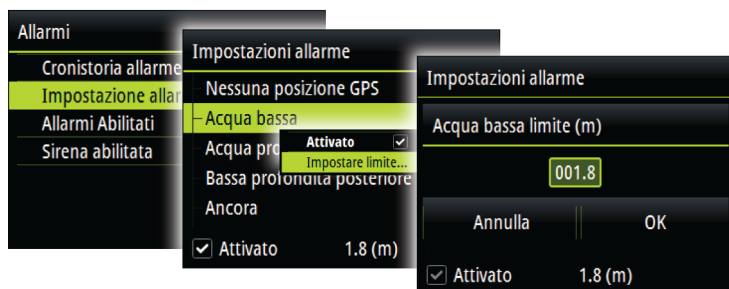 Allarmi
Cronistoria allarme
Impostazione allar
Allarmi Abilitati
Sirena abilitata
Impostazioni allarme
Nessuna posizione GPS
Acqua bassa
Acqua pro
Attivato
Impostare limite...
Bassa profondità posteriore
Ancora
Attivato 1.8 (m)
Impostazioni allarme
Acqua bassa limite (m)
001.8
Annulla OK
Attivato 1.8 (m)